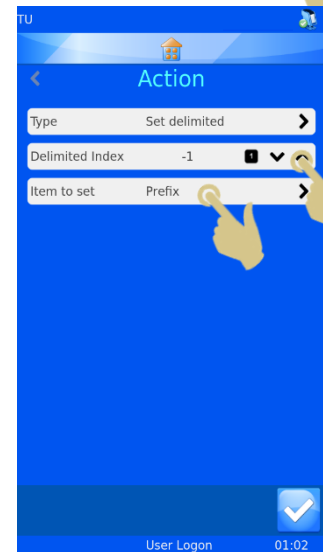 TU
Action
Type Set delimited
Delimited Index -1 1
Item to set Prefix
User Logon 01:02